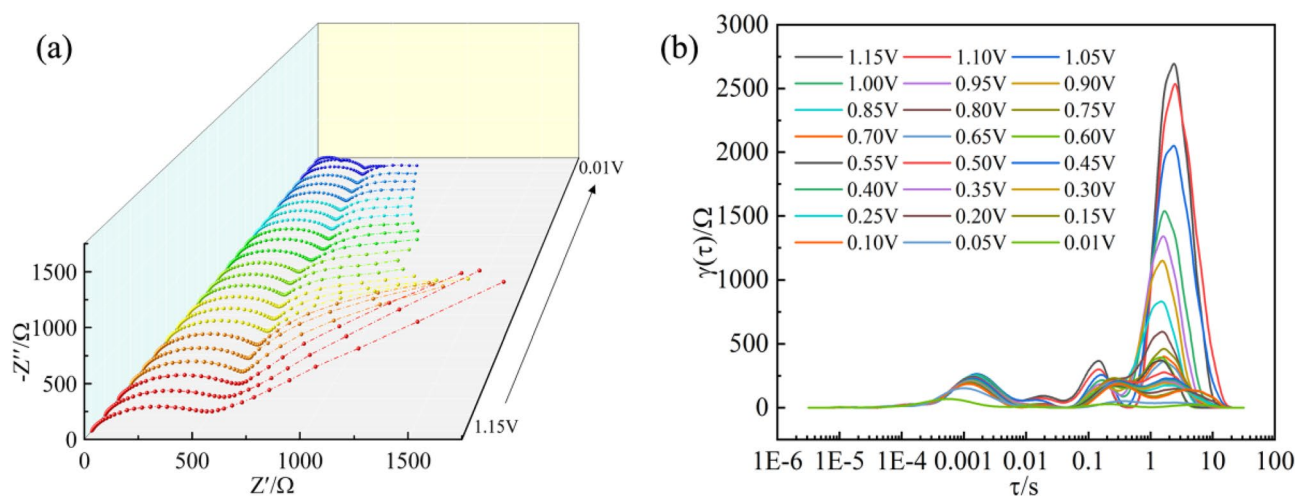 (a)
1500
1000
500
0
-Z''/Ω
0 500 1000 1500
Z'/Ω
1.15V
0.01V
(b)
3000
2500
2000
1500
1000
500
0
γ(τ)/Ω
1.15V 1.10V 1.05V
1.00V 0.95V 0.90V
0.85V 0.80V 0.75V
0.70V 0.65V 0.60V
0.55V 0.50V 0.45V
0.40V 0.35V 0.30V
0.25V 0.20V 0.15V
0.10V 0.05V 0.01V
1E-6 1E-5 1E-4 0.001 0.01 0.1 1 10 100
τ/s